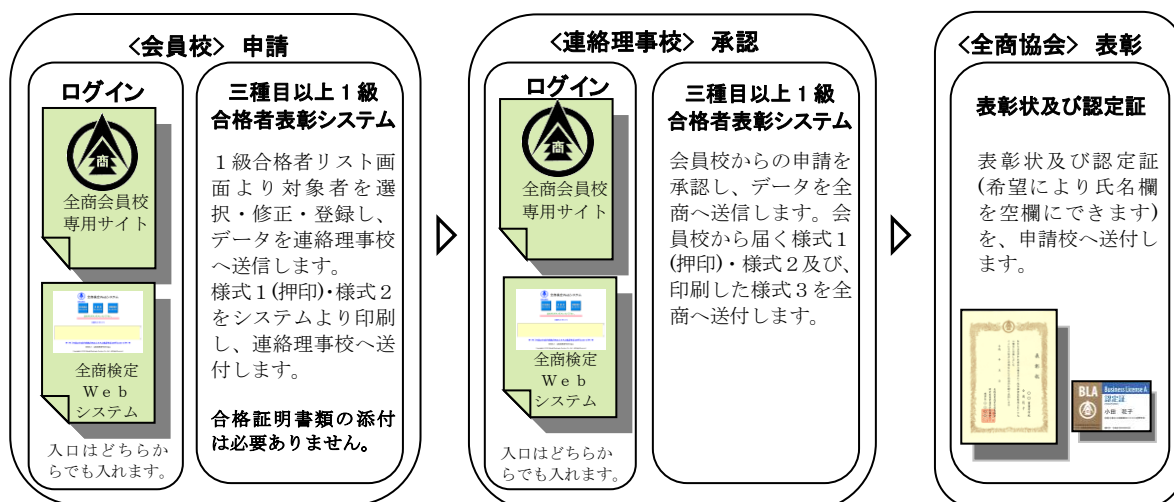 <会員校> 申請
ログイン
商
全商会員校
専用サイト
全商検定
Ｗｅｂ
システム
入口はどちらか
らでも入れます。
三種目以上１級
合格者表彰システム
１級合格者リスト画
面より対象者を選
択・修正・登録し、
データを連絡理事校
へ送信します。
様式１(押印)・様式２
をシステムより印刷
し、連絡理事校へ送
付します。
合格証明書類の添付
は必要ありません。
<連絡理事校> 承認
ログイン
商
全商会員校
専用サイト
全商検定
Ｗｅｂ
システム
入口はどちらか
らでも入れます。
三種目以上１級
合格者表彰システム
会員校からの申請を
承認し、データを全
商へ送信します。会
員校から届く様式１
(押印)・様式２及び、
印刷した様式３を全
商へ送付します。
<全商協会> 表彰
表彰状及び認定証
表彰状及び認定証
(希望により氏名欄
を空欄にできます)
を、申請校へ送付し
ます。
表彰状
BLA
Business License A
認定証
小田 花子